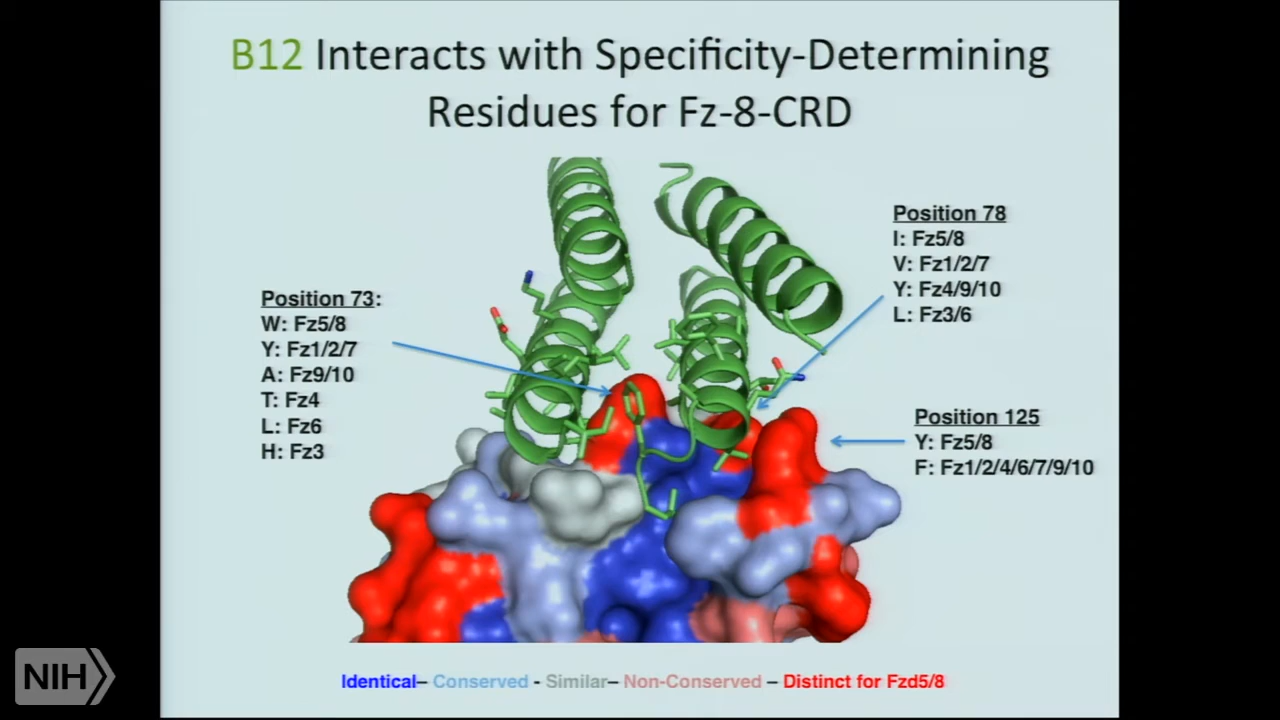 B12 Interacts with Specificity-Determining
Residues for Fz-8-CRD
Position 73:
W: Fz5/8
Y: Fz1/2/7
A: Fz9/10
T: Fz4
L: Fz6
H: Fz3
Position 78
I: Fz5/8
V: Fz1/2/7
Y: Fz4/9/10
L: Fz3/6
Position 125
Y: Fz5/8
F: Fz1/2/4/6/7/9/10
Identical– Conserved - Similar– Non-Conserved – Distinct for Fzd5/8
NIH